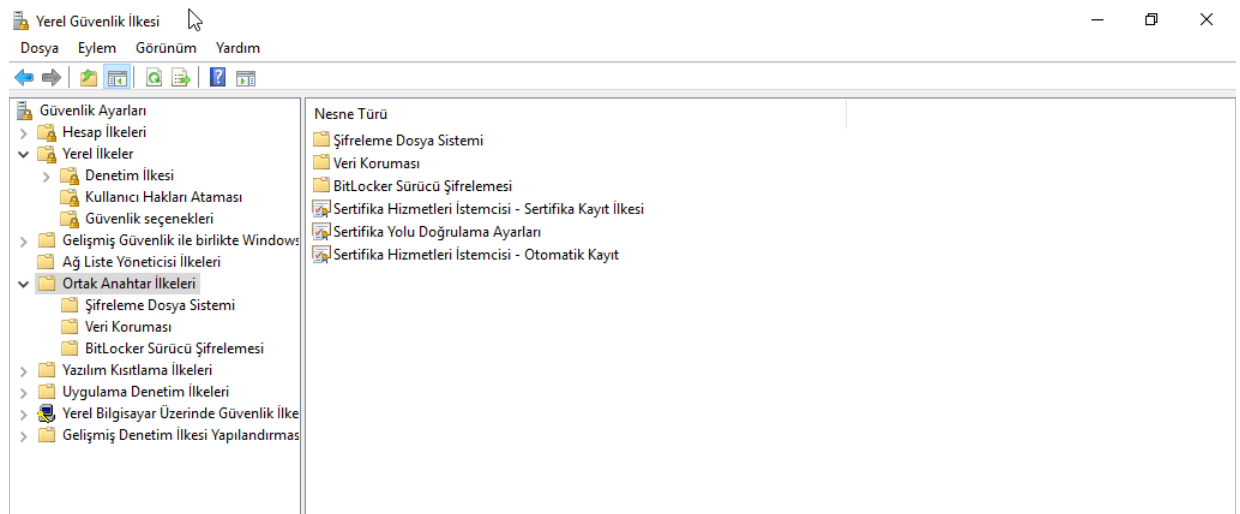 Yerel Güvenlik İlkesi
Dosya Eylem Görünüm Yardım
Güvenlik Ayarları
Hesap İlkeleri
Yerel İlkeler
Denetim İlkesi
Kullanıcı Hakları Ataması
Güvenlik seçenekleri
Gelişmiş Güvenlik ile birlikte Windows
Ağ Liste Yöneticisi İlkeleri
Ortak Anahtar İlkeleri
Şifreleme Dosya Sistemi
Veri Koruması
BitLocker Sürücü Şifrelemesi
Yazılım Kısıtlama İlkeleri
Uygulama Denetim İlkeleri
Yerel Bilgisayar Üzerinde Güvenlik İlke
Gelişmiş Denetim İlkesi Yapılandırmas
Nesne Türü
Şifreleme Dosya Sistemi
Veri Koruması
BitLocker Sürücü Şifrelemesi
Sertifika Hizmetleri İstemcisi - Sertifika Kayıt İlkesi
Sertifika Yolu Doğrulama Ayarları
Sertifika Hizmetleri İstemcisi - Otomatik Kayıt